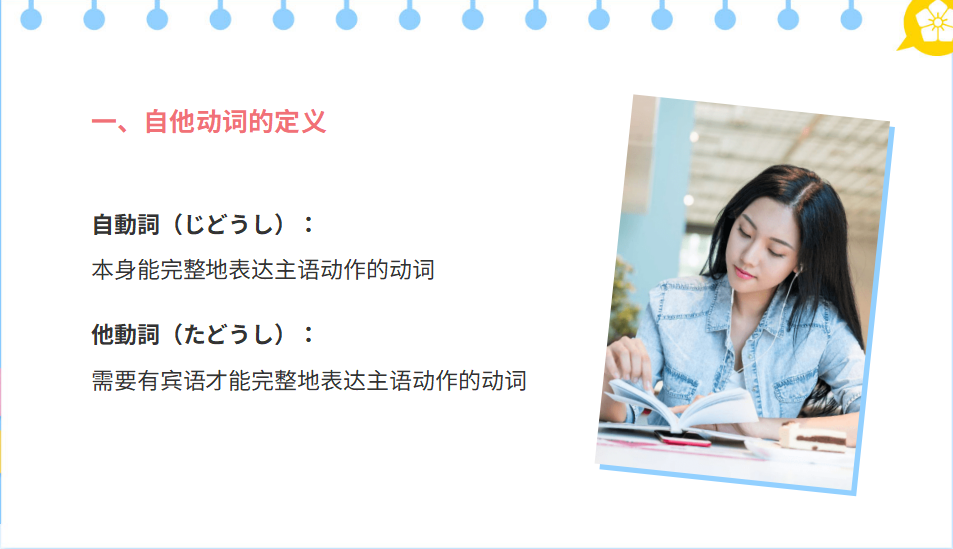 一、自他动词的定义
自動詞（じどうし）：
本身能完整地表达主语动作的动词
他動詞（たどうし）：
需要有宾语才能完整地表达主语动作的动词